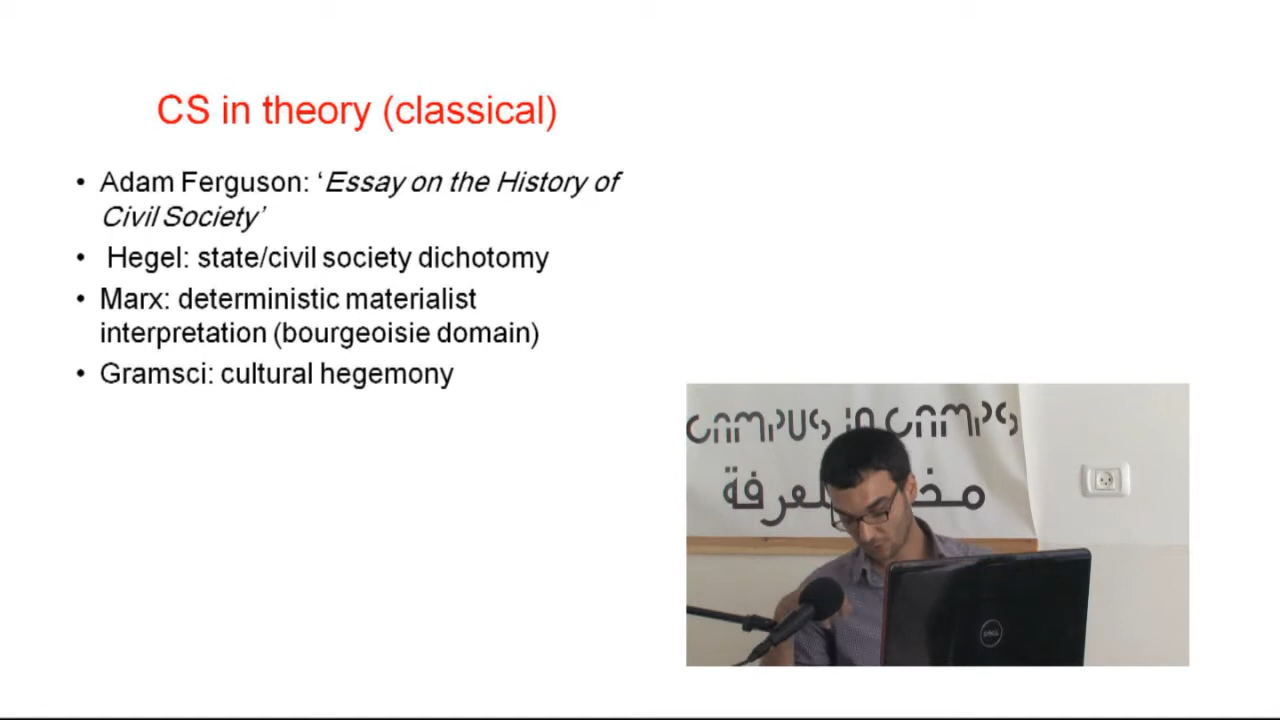 CS in theory (classical)
• Adam Ferguson: ‘Essay on the History of
Civil Society’
• Hegel: state/civil society dichotomy
• Marx: deterministic materialist
interpretation (bourgeoisie domain)
• Gramsci: cultural hegemony
CAMPUS in CAMPS
DELL